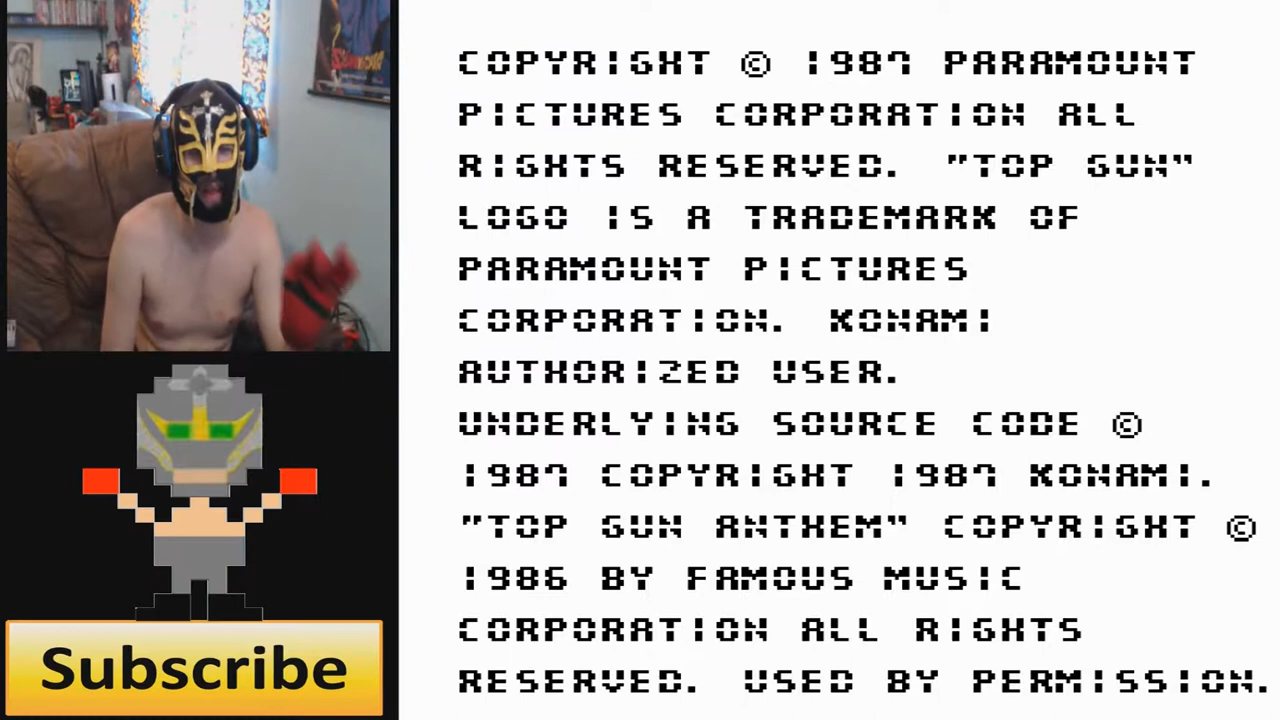 COPYRIGHT © 1987 PARAMOUNT
PICTURES CORPORATION ALL
RIGHTS RESERVED. "TOP GUN"
LOGO IS A TRADEMARK OF
PARAMOUNT PICTURES
CORPORATION. KONAMI
AUTHORIZED USER.
UNDERLYING SOURCE CODE ©
1987 COPYRIGHT 1987 KONAMI.
"TOP GUN ANTHEM" COPYRIGHT ©
1986 BY FAMOUS MUSIC
CORPORATION ALL RIGHTS
RESERVED. USED BY PERMISSION.
Subscribe